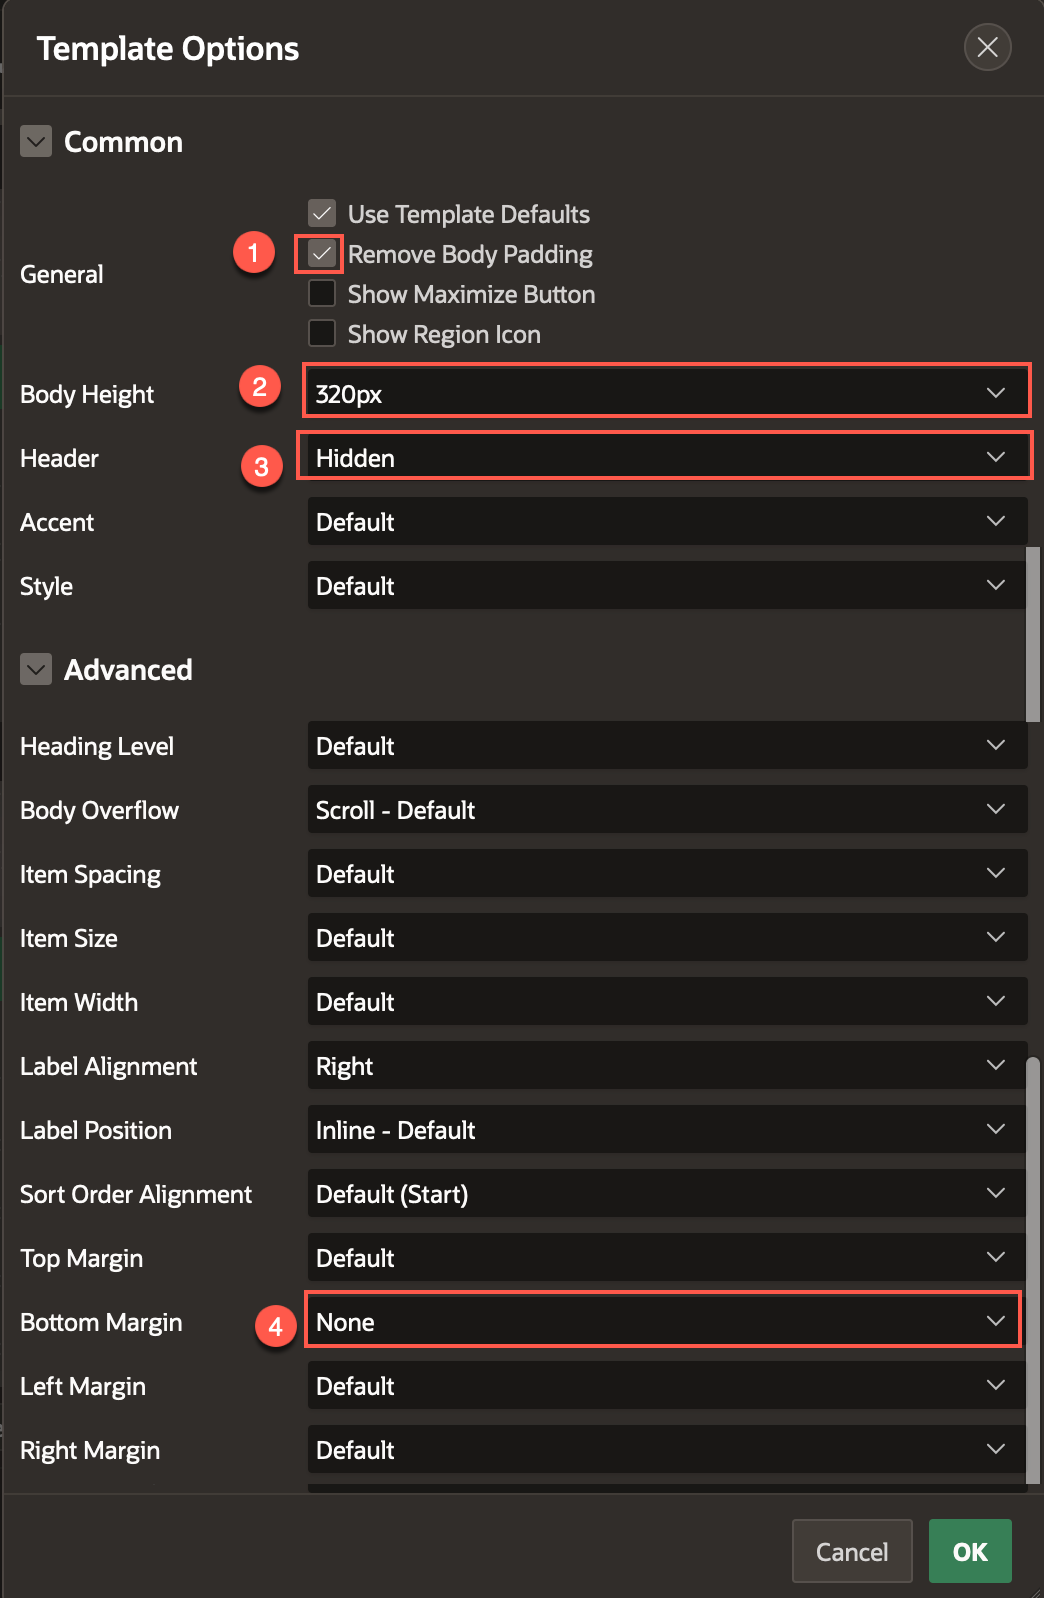 Template Options
Common
General
Use Template Defaults
1
Remove Body Padding
Show Maximize Button
Show Region Icon
Body Height
2
320px
Header
3
Hidden
Accent
Default
Style
Default
Advanced
Heading Level
Default
Body Overflow
Scroll - Default
Item Spacing
Default
Item Size
Default
Item Width
Default
Label Alignment
Right
Label Position
Inline - Default
Sort Order Alignment
Default (Start)
Top Margin
Default
Bottom Margin
4
None
Left Margin
Default
Right Margin
Default
Cancel
OK